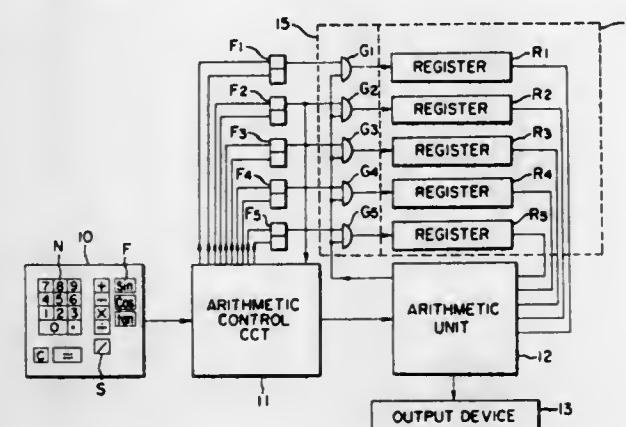 15
F1
G1
REGISTER
R1
F2
G2
REGISTER
R2
F3
G3
REGISTER
R3
F4
G4
REGISTER
R4
F5
G5
REGISTER
R5
N
10
F
7 8 9
4 5 6
1 2 3
0 .
+
−
×
÷
Sin
Cos
tan
C
=
/
S
ARITHMETIC
CONTROL
CCT
11
ARITHMETIC
UNIT
12
OUTPUT DEVICE
13